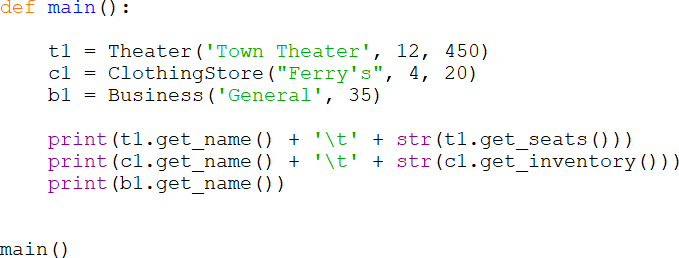 def main():
    t1 = Theater('Town Theater', 12, 450)
    c1 = ClothingStore("Ferry's", 4, 20)
    b1 = Business('General', 35)
    print(t1.get_name() + '\t' + str(t1.get_seats()))
    print(c1.get_name() + '\t' + str(c1.get_inventory()))
    print(b1.get_name())
main()